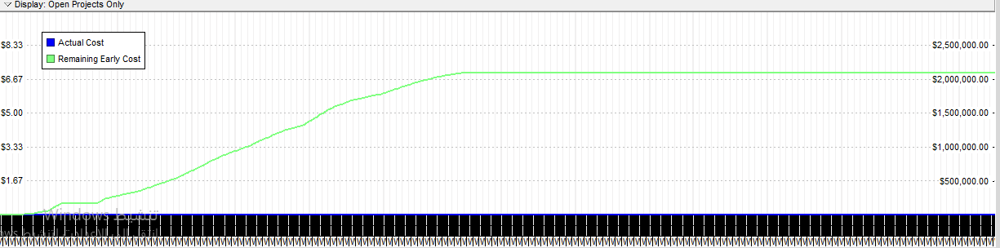 Display: Open Projects Only
Actual Cost
Remaining Early Cost
$8.33
$6.67
$5.00
$3.33
$1.67
$2,500,000.00
$2,000,000.00
$1,500,000.00
$1,000,000.00
$500,000.00
تنشيط Windows